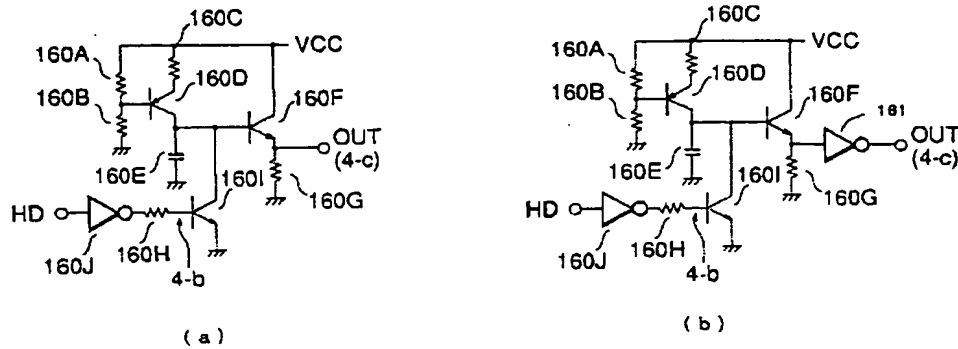 160C
VCC
160A
160D
160B
160F
OUT
(4-c)
160E
160I
160G
HD
160H
160J
4-b
(a)
160C
VCC
160A
160D
160B
160F
161
OUT
(4-c)
160E
160I
160G
HD
160H
160J
4-b
(b)